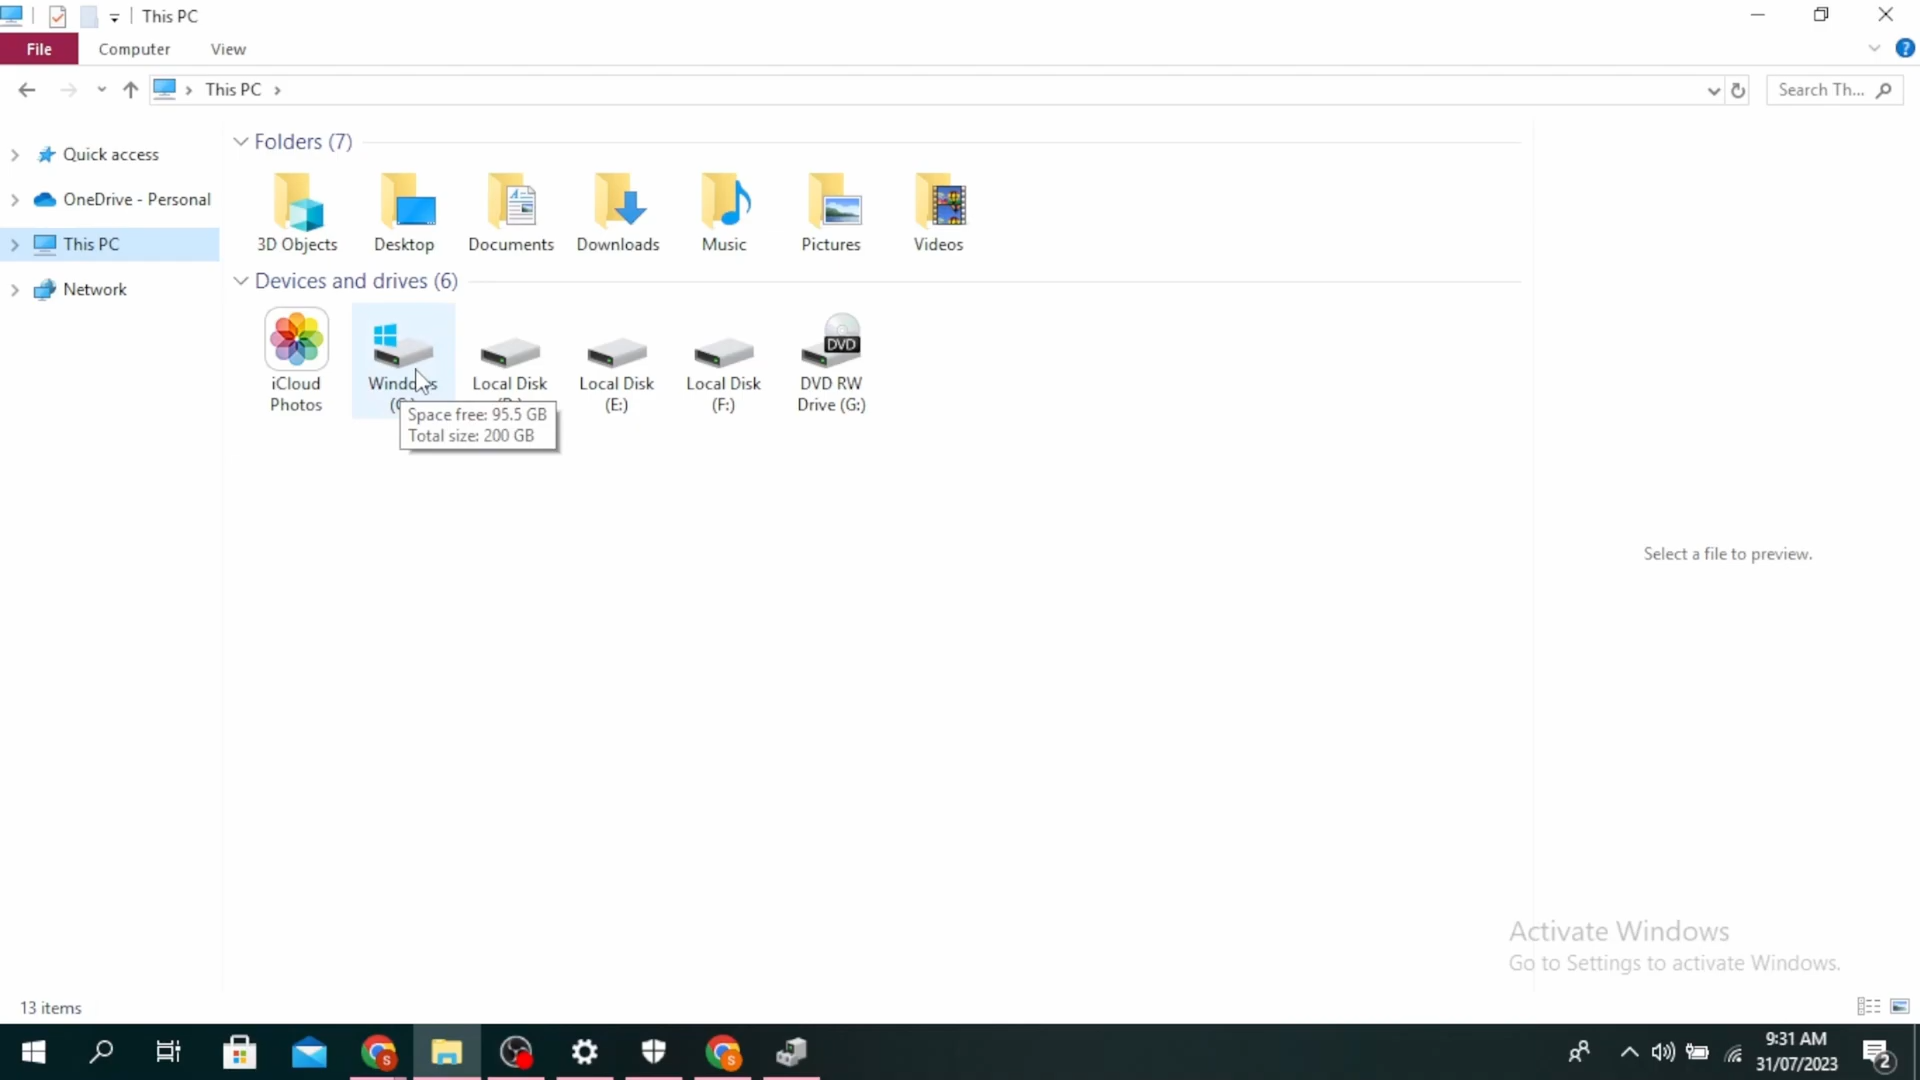 This PC
File Computer View
This PC
Search Th...
Quick access
OneDrive - Personal
This PC
Network
Folders (7)
3D Objects Desktop Documents Downloads Music Pictures Videos
Devices and drives (6)
iCloud Photos
Windows
Local Disk
Local Disk (E:)
Local Disk (F:)
DVD
DVD RW Drive (G:)
Space free: 95.5 GB
Total size: 200 GB
Select a file to preview.
Activate Windows
Go to Settings to activate Windows.
13 items
S
S
9:31 AM
31/07/2023
2